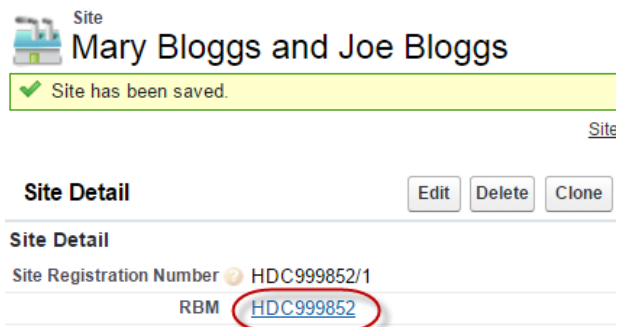 Site
Mary Bloggs and Joe Bloggs
Site has been saved.
Site
Site Detail Edit Delete Clone
Site Detail
Site Registration Number HDC999852/1
RBM HDC999852